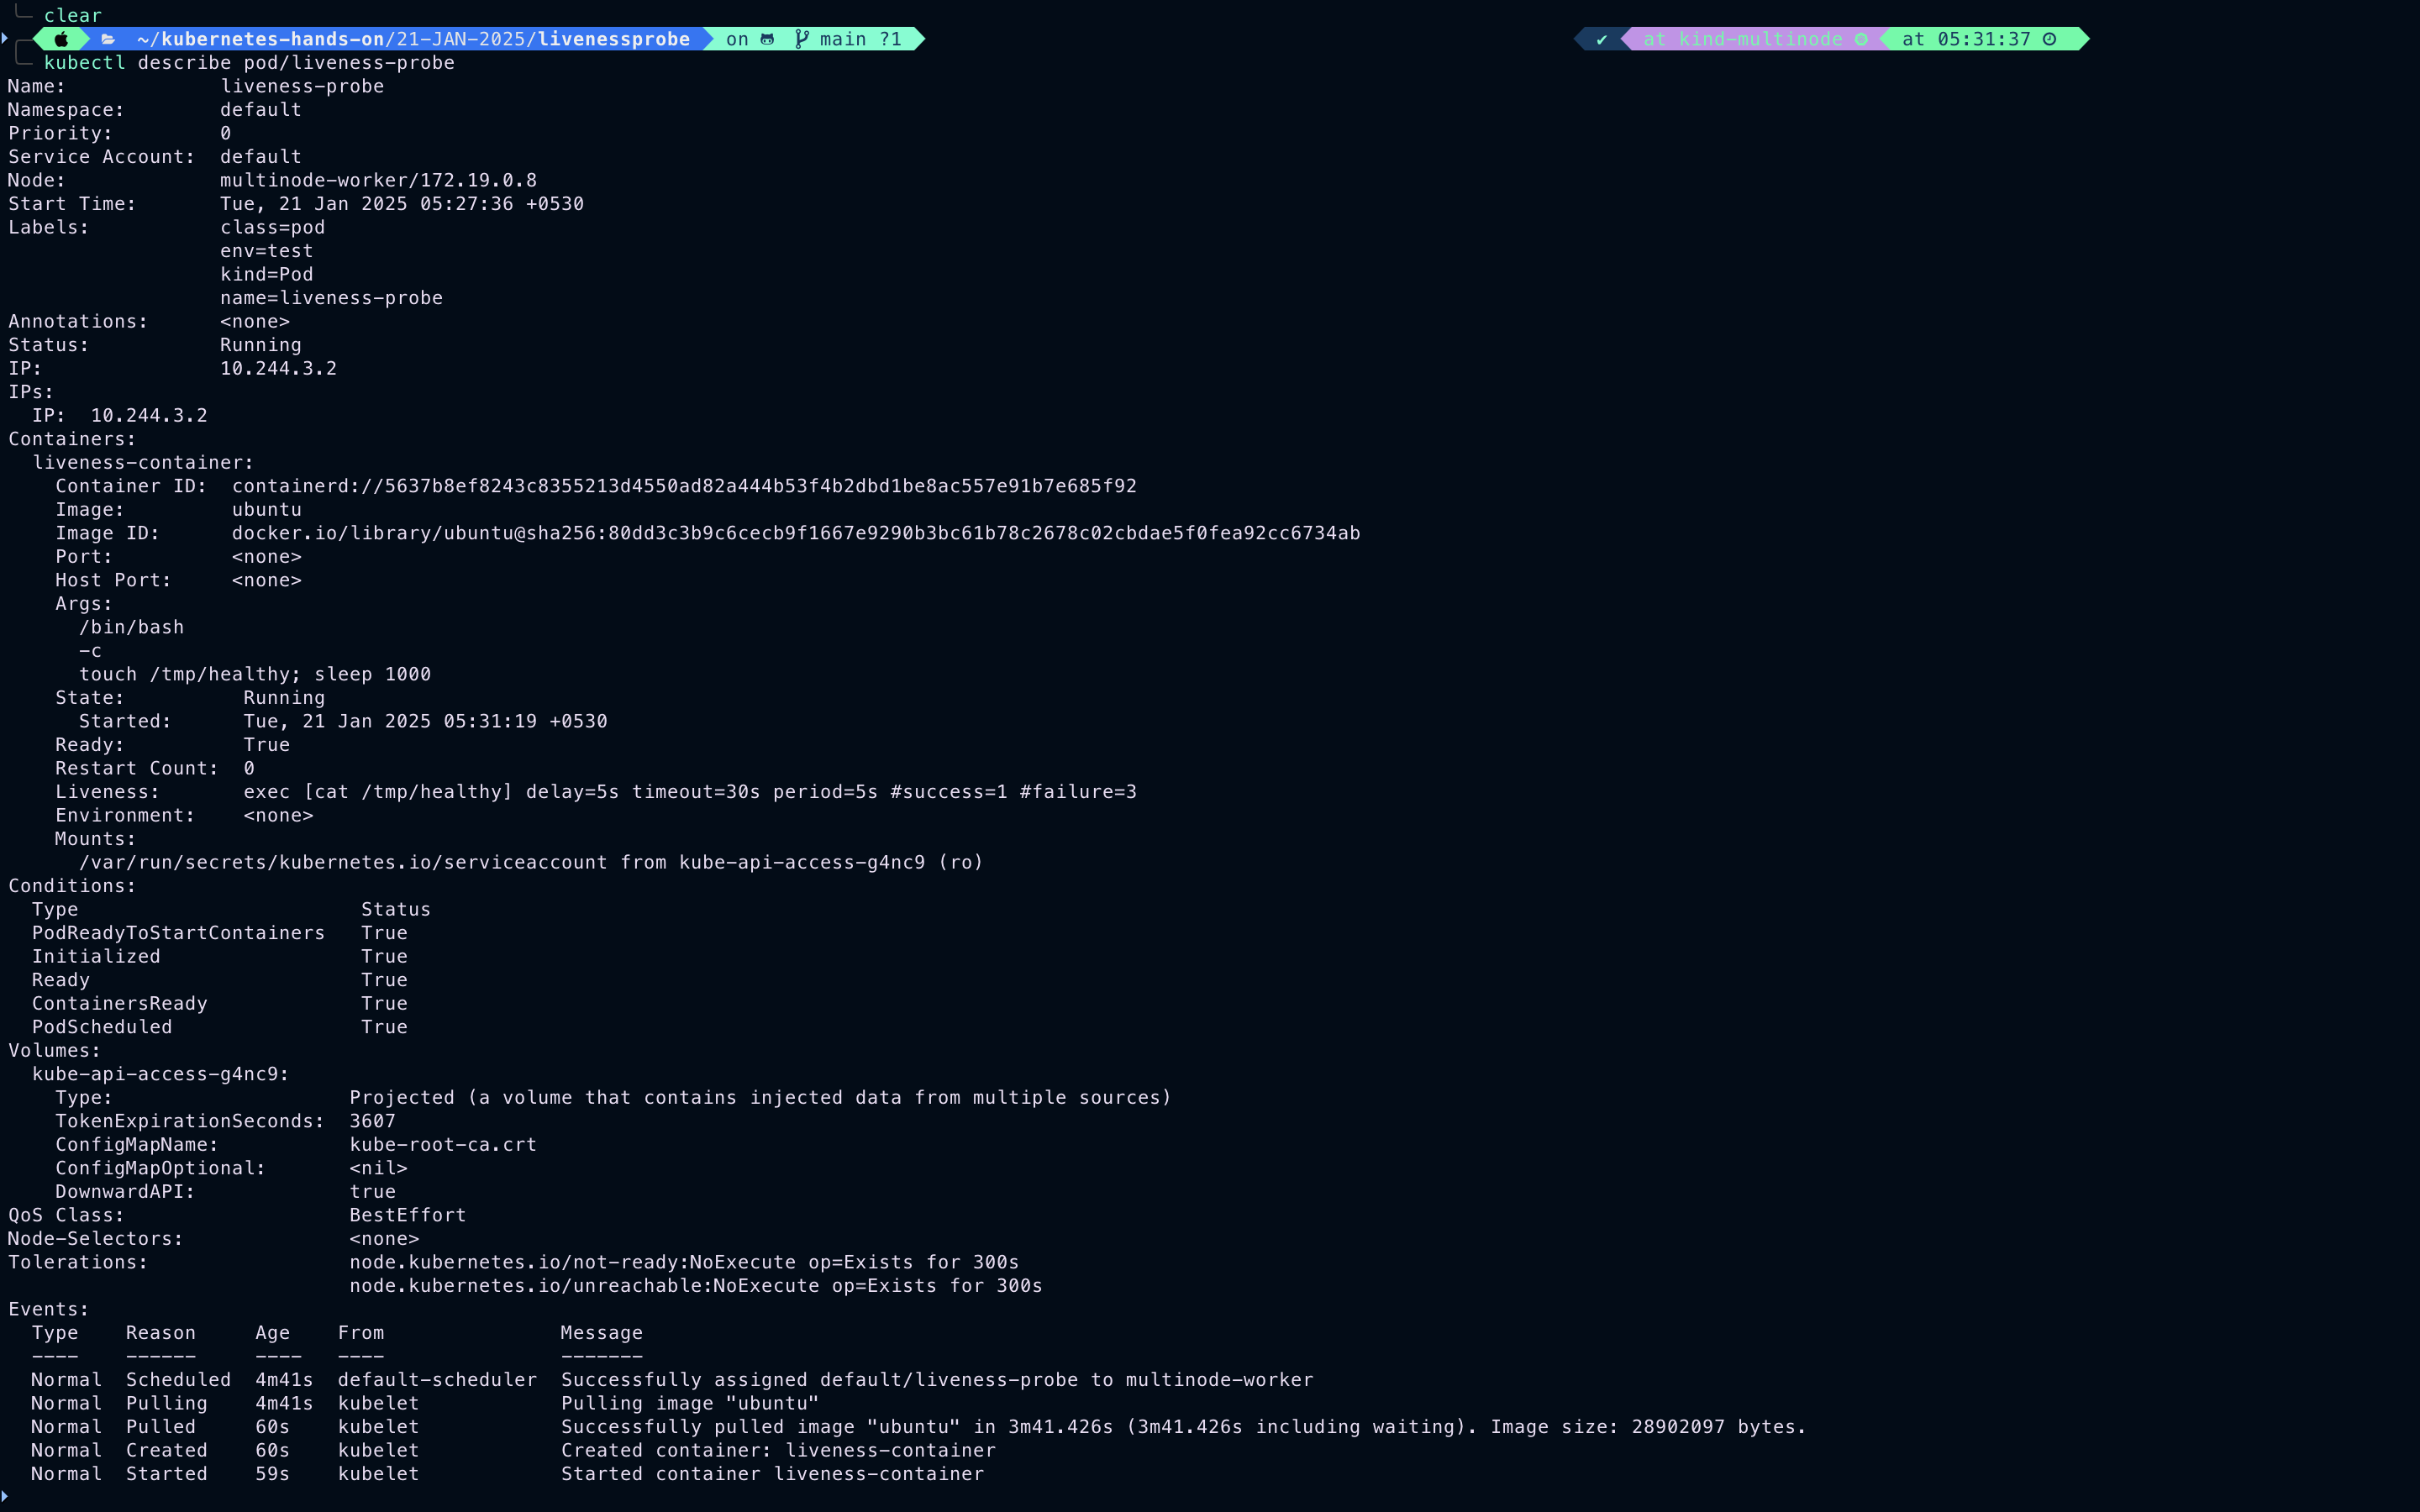 clear
~/kubernetes-hands-on/21-JAN-2025/livenessprobe on main ?1 ✔ at kind-multinode at 05:31:37
kubectl describe pod/liveness-probe
Name:             liveness-probe
Namespace:        default
Priority:         0
Service Account:  default
Node:             multinode-worker/172.19.0.8
Start Time:       Tue, 21 Jan 2025 05:27:36 +0530
Labels:           class=pod
                  env=test
                  kind=Pod
                  name=liveness-probe
Annotations:      <none>
Status:           Running
IP:               10.244.3.2
IPs:
  IP:  10.244.3.2
Containers:
  liveness-container:
    Container ID:  containerd://5637b8ef8243c8355213d4550ad82a444b53f4b2dbd1be8ac557e91b7e685f92
    Image:         ubuntu
    Image ID:      docker.io/library/ubuntu@sha256:80dd3c3b9c6cecb9f1667e9290b3bc61b78c2678c02cbdae5f0fea92cc6734ab
    Port:          <none>
    Host Port:     <none>
    Args:
      /bin/bash
      -c
      touch /tmp/healthy; sleep 1000
    State:          Running
      Started:      Tue, 21 Jan 2025 05:31:19 +0530
    Ready:          True
    Restart Count:  0
    Liveness:       exec [cat /tmp/healthy] delay=5s timeout=30s period=5s #success=1 #failure=3
    Environment:    <none>
    Mounts:
      /var/run/secrets/kubernetes.io/serviceaccount from kube-api-access-g4nc9 (ro)
Conditions:
  Type                        Status
  PodReadyToStartContainers   True
  Initialized                 True
  Ready                       True
  ContainersReady             True
  PodScheduled                True
Volumes:
  kube-api-access-g4nc9:
    Type:                    Projected (a volume that contains injected data from multiple sources)
    TokenExpirationSeconds:  3607
    ConfigMapName:           kube-root-ca.crt
    ConfigMapOptional:       <nil>
    DownwardAPI:             true
QoS Class:                   BestEffort
Node-Selectors:              <none>
Tolerations:                 node.kubernetes.io/not-ready:NoExecute op=Exists for 300s
                             node.kubernetes.io/unreachable:NoExecute op=Exists for 300s
Events:
  Type    Reason     Age    From               Message
  ----    ------     ----   ----               -------
  Normal  Scheduled  4m41s  default-scheduler  Successfully assigned default/liveness-probe to multinode-worker
  Normal  Pulling    4m41s  kubelet            Pulling image "ubuntu"
  Normal  Pulled     60s    kubelet            Successfully pulled image "ubuntu" in 3m41.426s (3m41.426s including waiting). Image size: 28902097 bytes.
  Normal  Created    60s    kubelet            Created container: liveness-container
  Normal  Started    59s    kubelet            Started container liveness-container